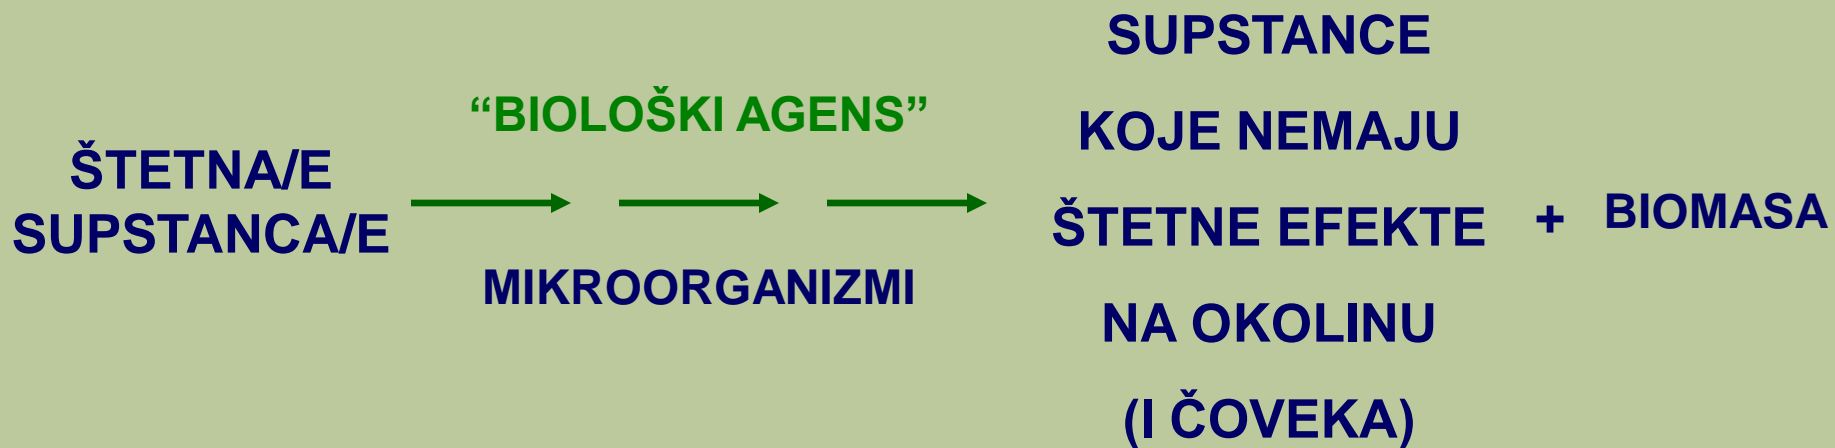 ŠTETNA/E
SUPSTANCA/E
“BIOLOŠKI AGENS”
MIKROORGANIZMI
SUPSTANCE
KOJE NEMAJU
ŠTETNE EFEKTE
NA OKOLINU
(I ČOVEKA)
+
BIOMASA